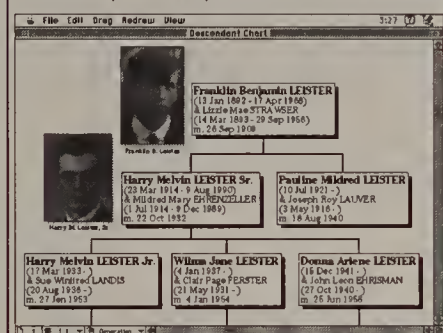 File Edit Drag Redraw View 3:27
Descendent Chart
Franklin Benjamin LEISTER
(13 Jan 1892 - 17 Apr 1968)
& Lizzie Mae STRAWSER
(14 Mar 1893 - 29 Sep 1958)
m. 26 Sep 1909
Franklin B. Leister
Harry Melvin LEISTER Sr.
(23 Mar 1914 - 9 Aug 1990)
& Mildred Mary EHRENZELLER
(1 Jul 1914 - 9 Dec 1989)
m. 22 Oct 1932
Pauline Mildred LEISTER
(10 Jul 1921 - )
& Joseph Roy LAUVER
(3 May 1916 - )
m. 16 Aug 1940
Harry M. Leister, Sr.
Harry Melvin LEISTER Jr.
(17 Mar 1933 - )
& Sue Winifred LANDIS
(20 Aug 1936 - )
m. 27 Jan 1953
Wilma Jane LEISTER
(4 Jan 1937 - )
& Clair Page PERSTER
(21 May 1931 - )
m. 4 Jan 1954
Donna Arlene LEISTER
(15 Dec 1941 - )
& John Leon EHRISMAN
(27 Oct 1940 - )
m. 25 Jun 1956
Generation